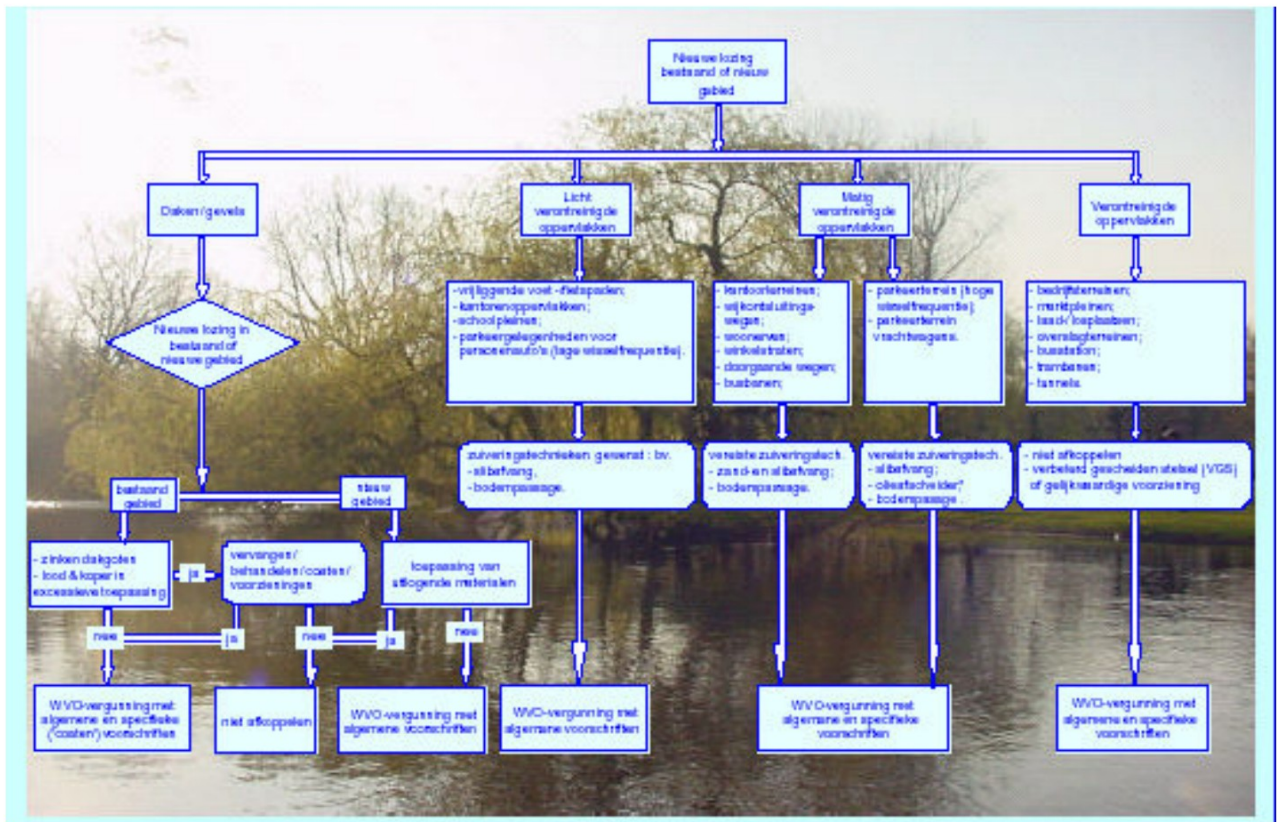 Nieuwe lozing
bestaand of nieuw
gebied
Daken/gevels
Licht
verontreinigde
oppervlakken
Matig
verontreinigde
oppervlakken
Verontreinigde
oppervlakken
Nieuwe lozing in
bestaand of
nieuwe gebied
-vrijliggende voet -fietspaden;
- kantorenoppervlakken;
- schoolpleinen;
- parkeergelegenheden voor
personenauto's (lage wisselfrequentie).
- kantoorterreinen;
- wijkontsluitings-
wegen;
- woonerven;
- winkelstraten;
- doorgaande wegen;
- busbanen;
- parkeerterrein (hoge
wisselfrequentie);
- parkeerterrein
vrachtwagens.
- bedrijfsterreinen;
- marktpleinen;
- laad-/losplaatsen;
- overslagterreinen;
- busstation;
- trambanen;
- tunnels.
zuiveringstechnieken gewenst : bv.
- slibafvang,
- bodempassage.
vereiste zuiveringstech.
- zand- en slibafvang;
- bodempassage.
vereiste zuiveringstech.
- slibafvang;
- olieafscheider;
- bodempassage .
- niet afkoppelen
- verbeterd gescheiden stelsel (VGS)
of gelijkwaardige voorziening
bestaand
gebied
nieuw
gebied
- zinken dakgoten
- lood & koper in
excessieve toepassing
ja
vervangen/
behandelen/coaten/
voorzieningen
toepassing van
uitlogende materialen
nee
ja
nee
ja
nee
WVO-vergunning met
algemene en specifieke
('coaten') voorschriften
niet afkoppelen
WVO-vergunning met
algemene voorschriften
WVO-vergunning met
algemene voorschriften
WVO-vergunning met
algemene en specifieke
voorschriften
WVO-vergunning met
algemene en specifieke
voorschriften